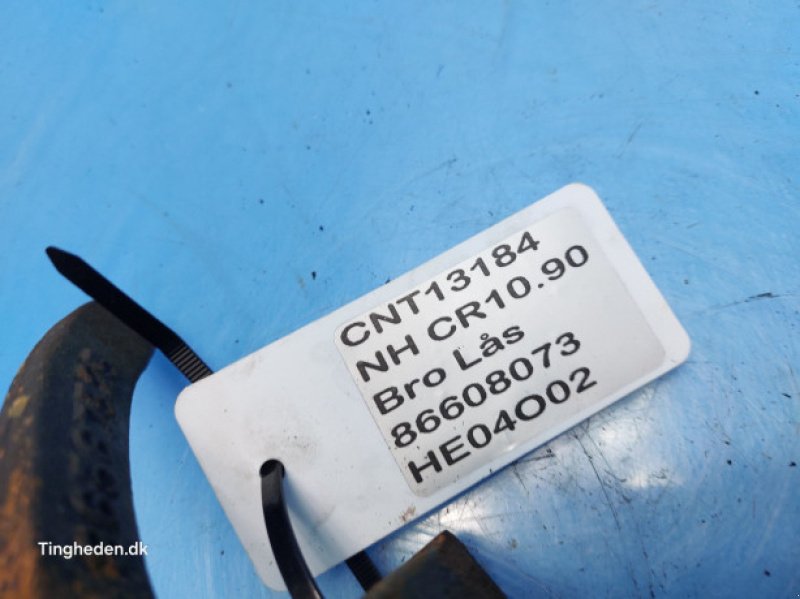 CNT13184
NH CR10.90
Bro Lås
86608073
HE04O02
Tingheden.dk